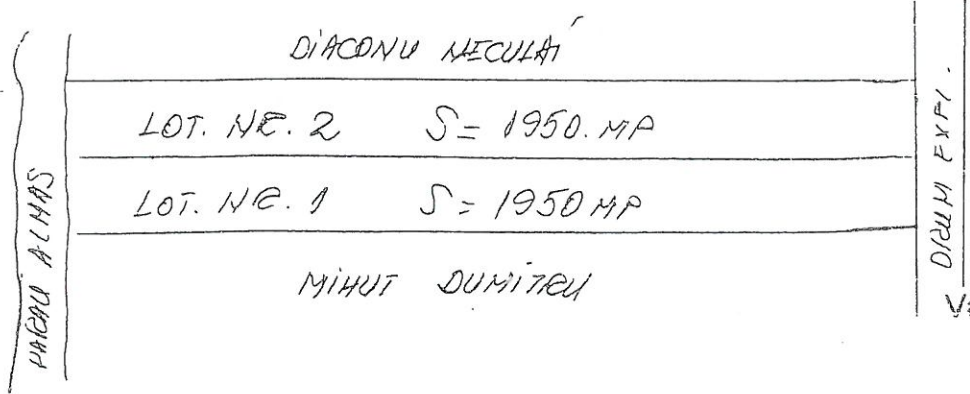 DIACONU NECULAI
LOT. NR. 2 S = 1950. MP
LOT. NR. 1 S = 1950 MP
MIHUT DUMITRU
PARAU ALMAS
DRUM EXPL.